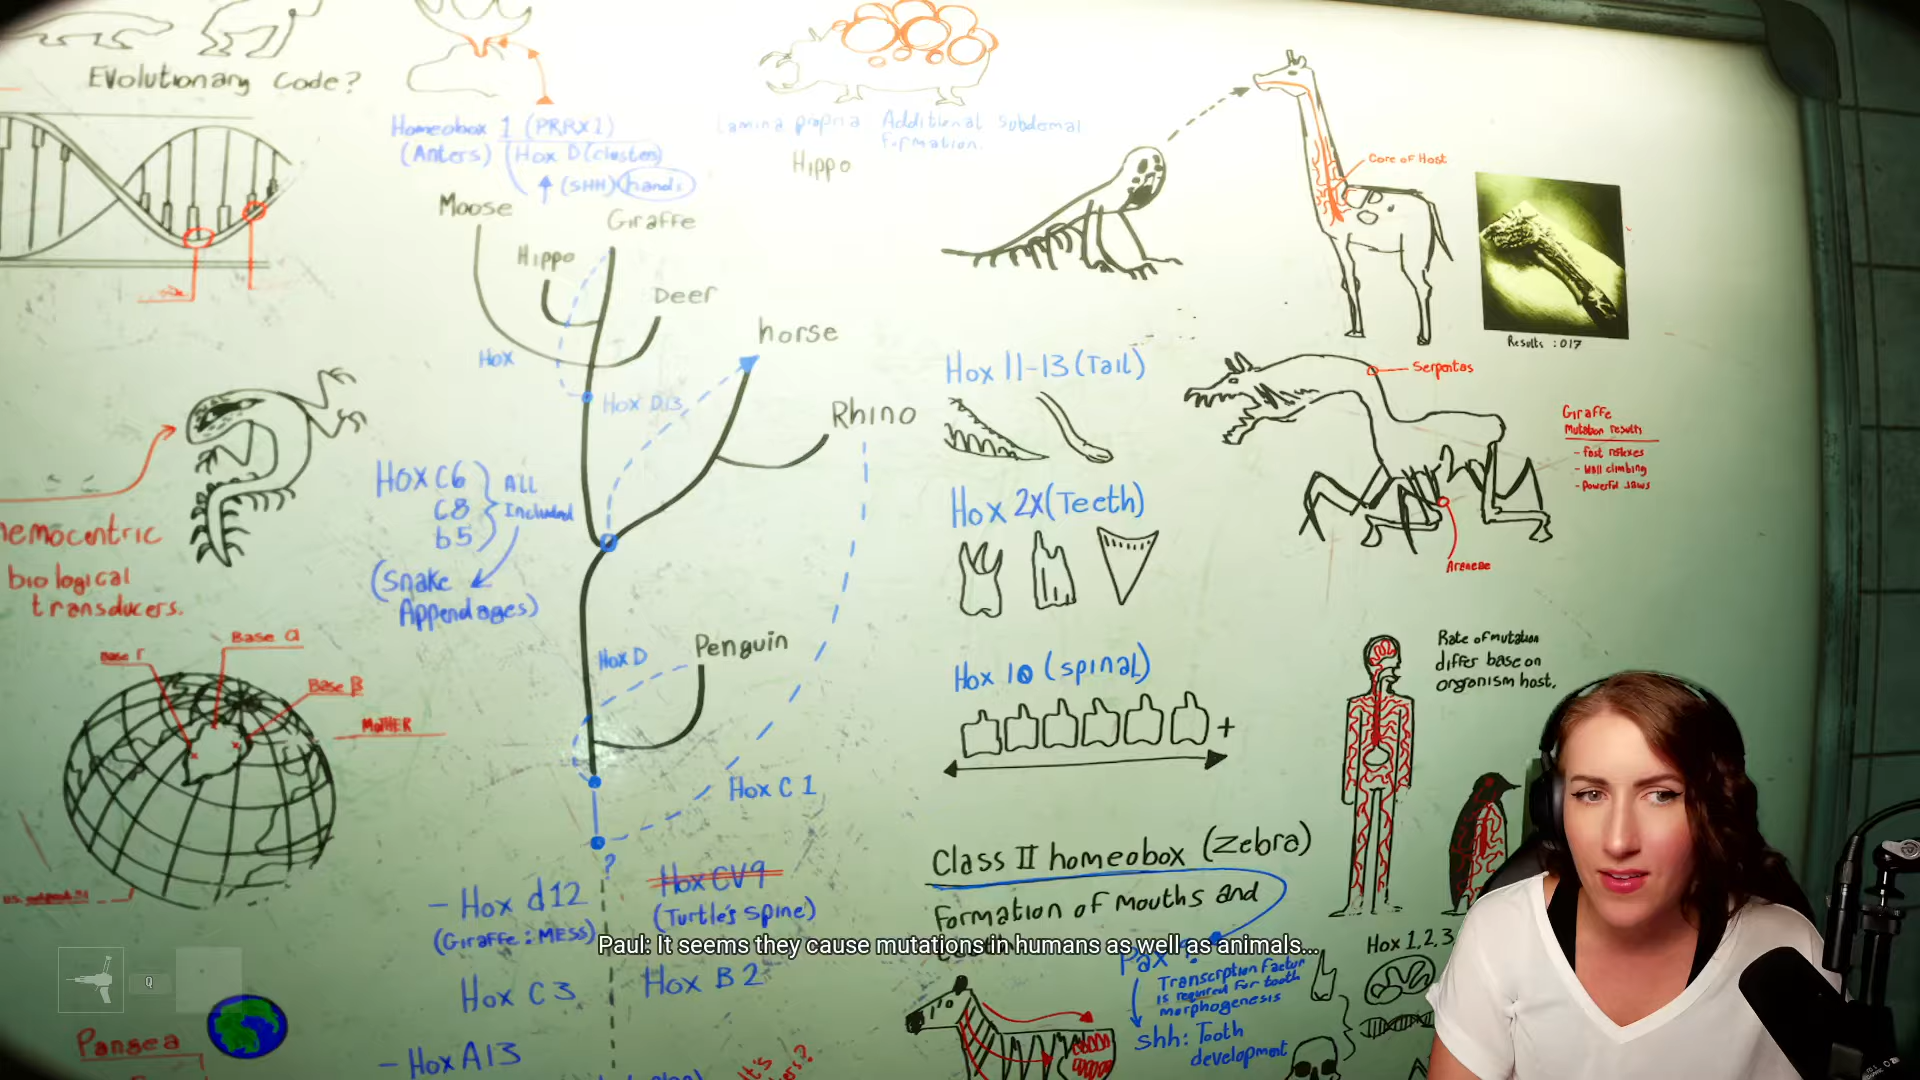 Evolutionary Code?
Homeobox 1 (PRRX1)
(Anters) (Hox D(cluster)
(SHH) hands
Lamina propria Additional subdomal
formation.
Hippo
Moose
Giraffe
Hippo
Deer
horse
Rhino
Hox
Hox D13
Hox C6
C8
b5
ALL
Included
(Snake
Appendages)
Hox D
Penguin
Hox C 1
?
- Hox d12
(Giraffe: MESS)
Hox CV9
(Turtle's spine)
Hox C3
Hox B 2
- Hox A13
emocentric
biological
transducers.
Base Γ
Base Ω
Base β
MOTHER
Pangea
Core of Host
Results : 017
Hox 11-13 (Tail)
Hox 2X (Teeth)
Hox 10 (spinal)
+
Serpentas
Araneae
Giraffe
Mutation results
- fast reflexes
- Wall climbing
- Powerful Jaws
Rate of mutation
differ base on
organism host.
Class II homeobox (Zebra)
Formation of Mouths and
Paul: It seems they cause mutations in humans as well as animals...
Pax
Transcription Factor
is required for tooth
morphogenesis
shh: Tooth
development
Hox 1,2,3
Q